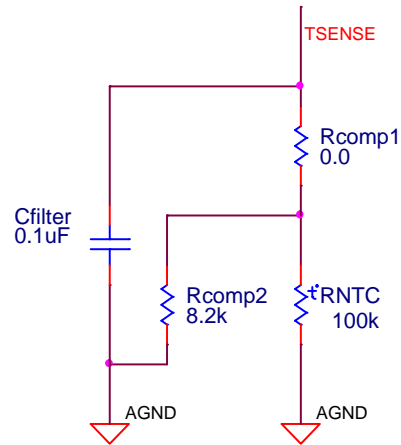 TSENSE
Rcomp1
0.0
Cfilter
0.1uF
Rcomp2
8.2k
t°
RNTC
100k
AGND
AGND